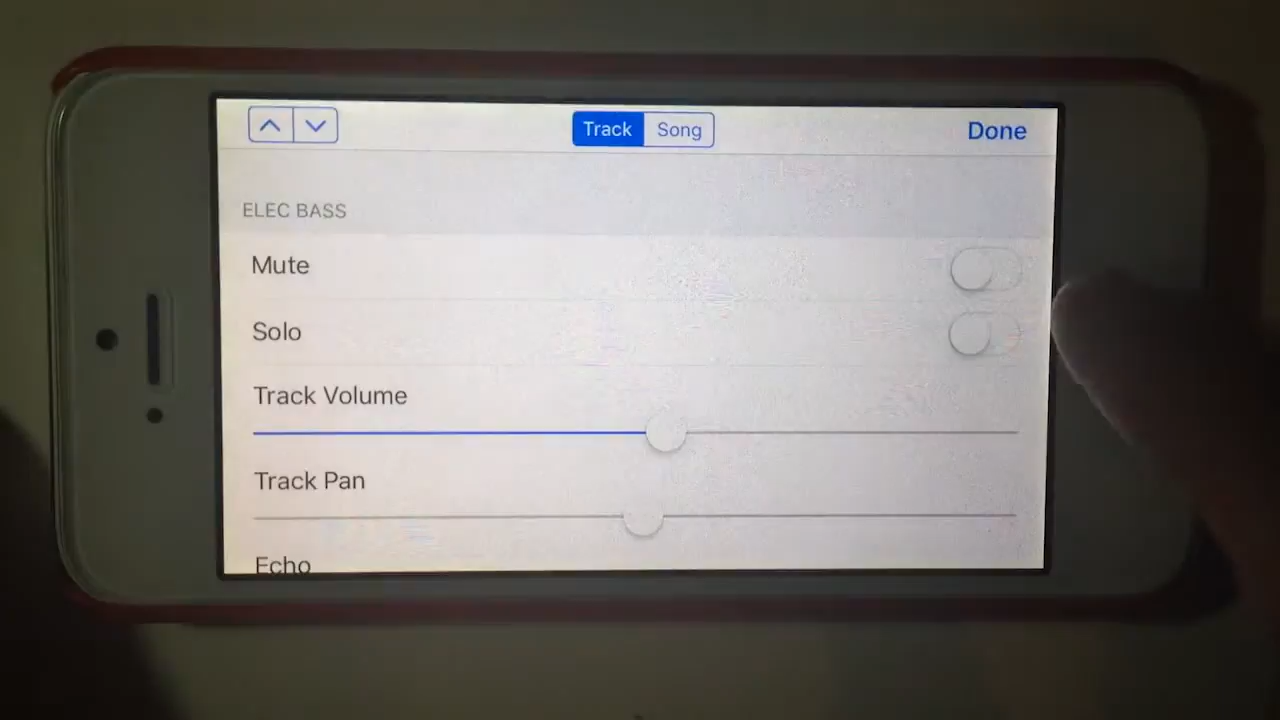 Track Song Done
ELEC BASS
Mute
Solo
Track Volume
Track Pan
Echo